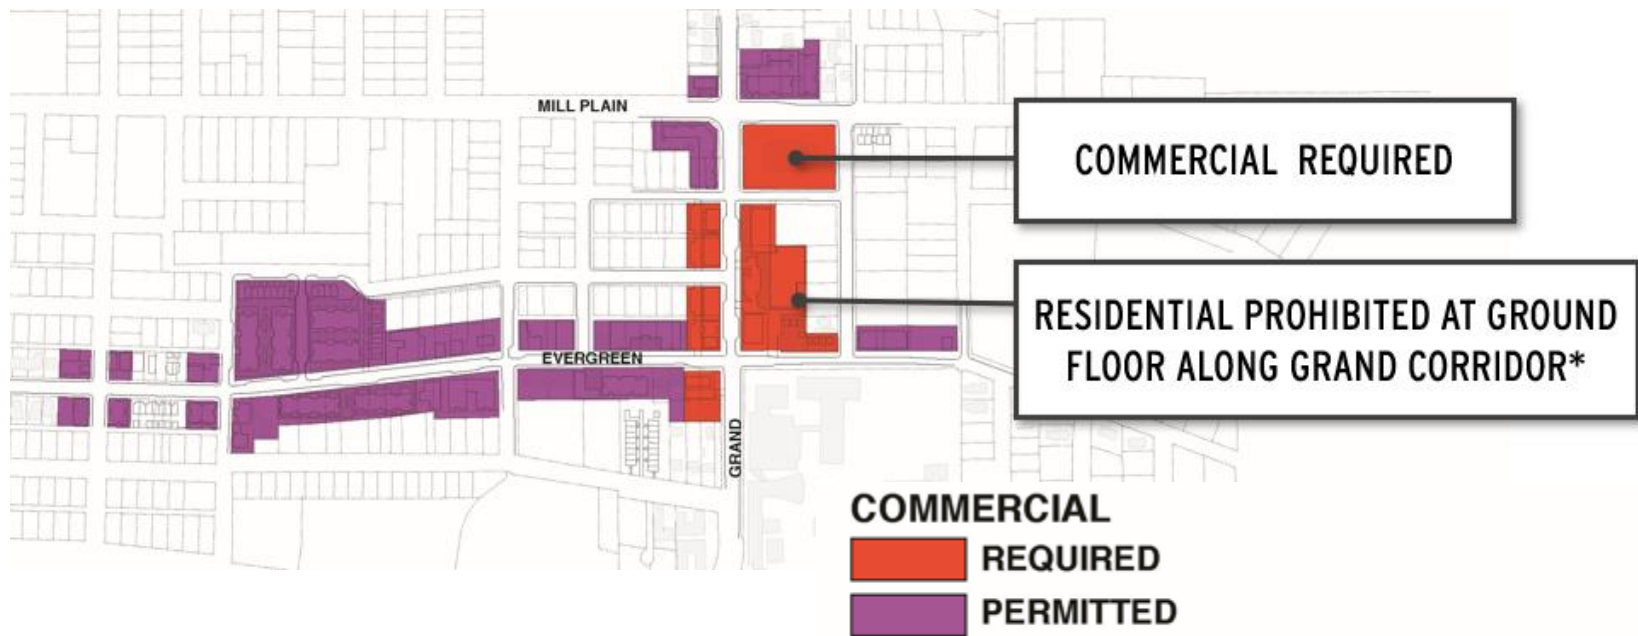 MILL PLAIN
COMMERCIAL REQUIRED
RESIDENTIAL PROHIBITED AT GROUND
FLOOR ALONG GRAND CORRIDOR*
EVERGREEN
GRAND
COMMERCIAL
REQUIRED
PERMITTED